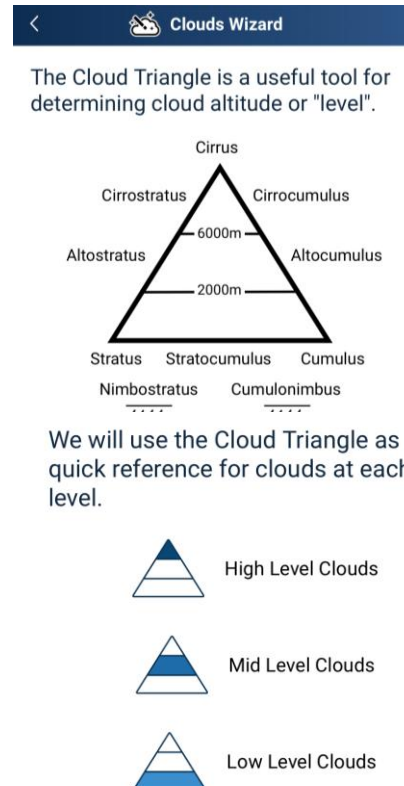 Clouds Wizard
The Cloud Triangle is a useful tool for
determining cloud altitude or "level".
Cirrus
Cirrostratus Cirrocumulus
6000m
Altostratus Altocumulus
2000m
Stratus Stratocumulus Cumulus
Nimbostratus Cumulonimbus
We will use the Cloud Triangle as
quick reference for clouds at each
level.
High Level Clouds
Mid Level Clouds
Low Level Clouds